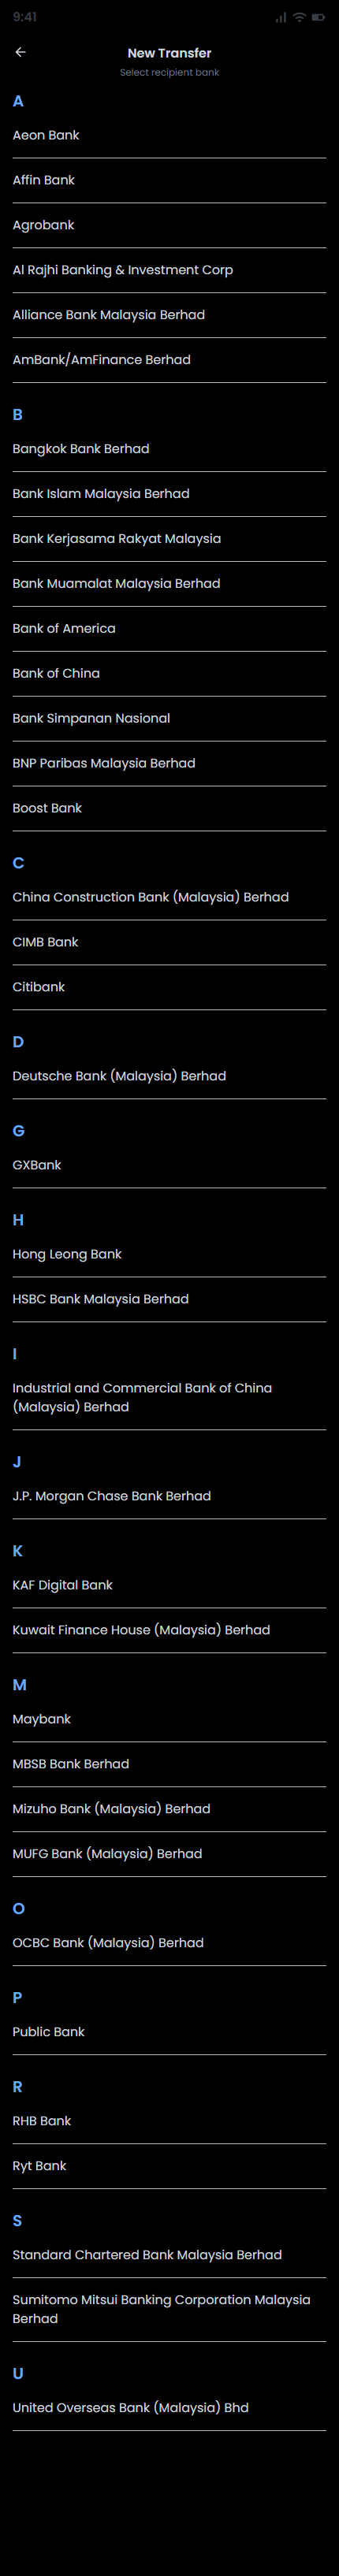 9:41
New Transfer
Select recipient bank
A
Aeon Bank
Affin Bank
Agrobank
Al Rajhi Banking & Investment Corp
Alliance Bank Malaysia Berhad
AmBank/AmFinance Berhad
B
Bangkok Bank Berhad
Bank Islam Malaysia Berhad
Bank Kerjasama Rakyat Malaysia
Bank Muamalat Malaysia Berhad
Bank of America
Bank of China
Bank Simpanan Nasional
BNP Paribas Malaysia Berhad
Boost Bank
C
China Construction Bank (Malaysia) Berhad
CIMB Bank
Citibank
D
Deutsche Bank (Malaysia) Berhad
G
GXBank
H
Hong Leong Bank
HSBC Bank Malaysia Berhad
I
Industrial and Commercial Bank of China
(Malaysia) Berhad
J
J.P. Morgan Chase Bank Berhad
K
KAF Digital Bank
Kuwait Finance House (Malaysia) Berhad
M
Maybank
MBSB Bank Berhad
Mizuho Bank (Malaysia) Berhad
MUFG Bank (Malaysia) Berhad
O
OCBC Bank (Malaysia) Berhad
P
Public Bank
R
RHB Bank
Ryt Bank
S
Standard Chartered Bank Malaysia Berhad
Sumitomo Mitsui Banking Corporation Malaysia
Berhad
U
United Overseas Bank (Malaysia) Bhd